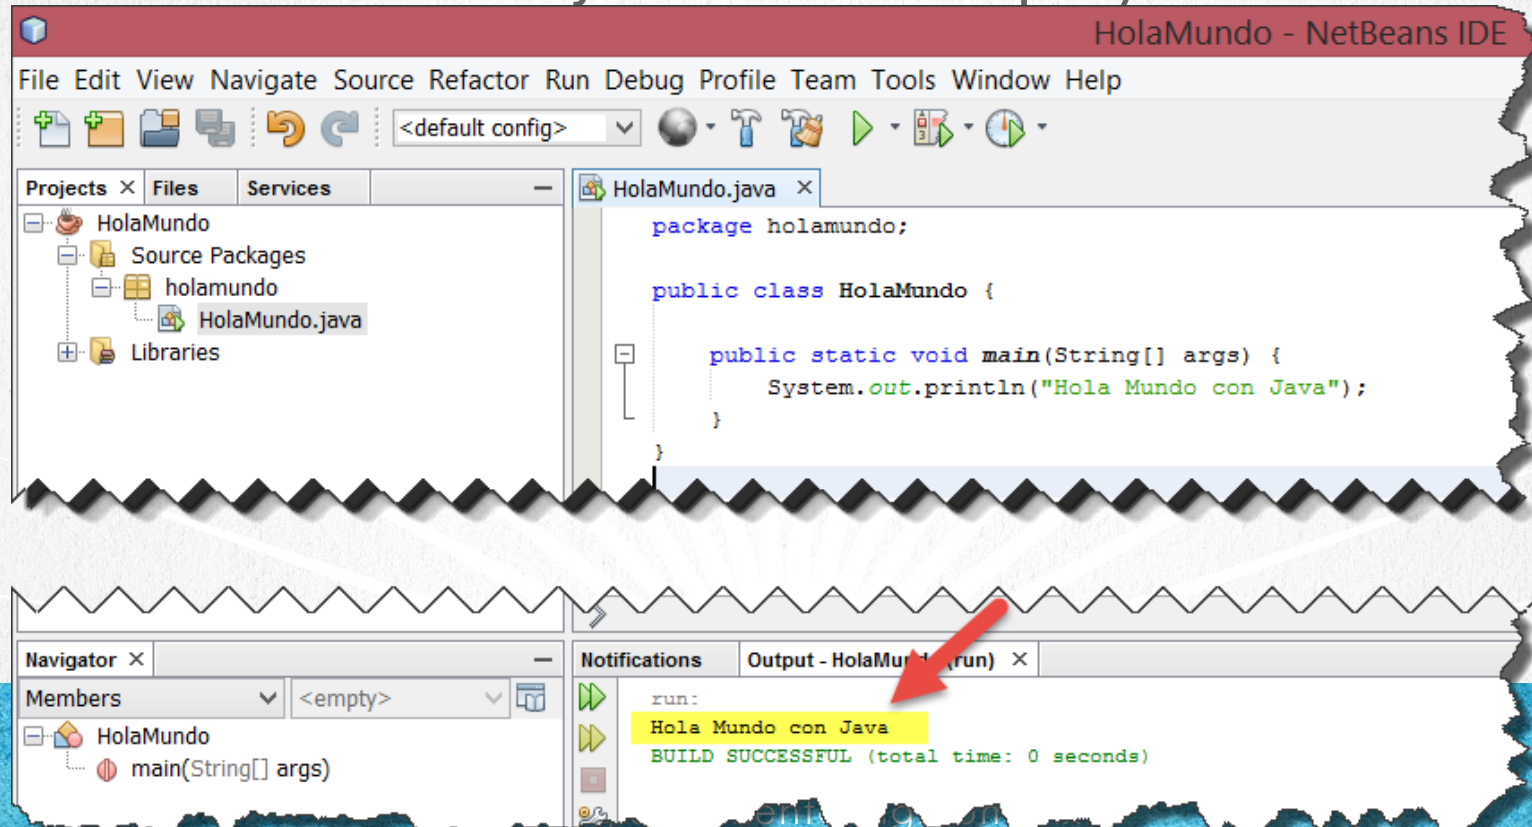 HolaMundo - NetBeans IDE
File Edit View Navigate Source Refactor Run Debug Profile Team Tools Window Help
<default config>
Projects Files Services
HolaMundo
Source Packages
holamundo
HolaMundo.java
Libraries
HolaMundo.java
package holamundo;
public class HolaMundo {
public static void main(String[] args) {
System.out.println("Hola Mundo con Java");
}
}
Navigator
Members <empty>
HolaMundo
main(String[] args)
Notifications Output - (run)
run:
Hola Mundo con Java
BUILD SUCCESSFUL (total time: 0 seconds)